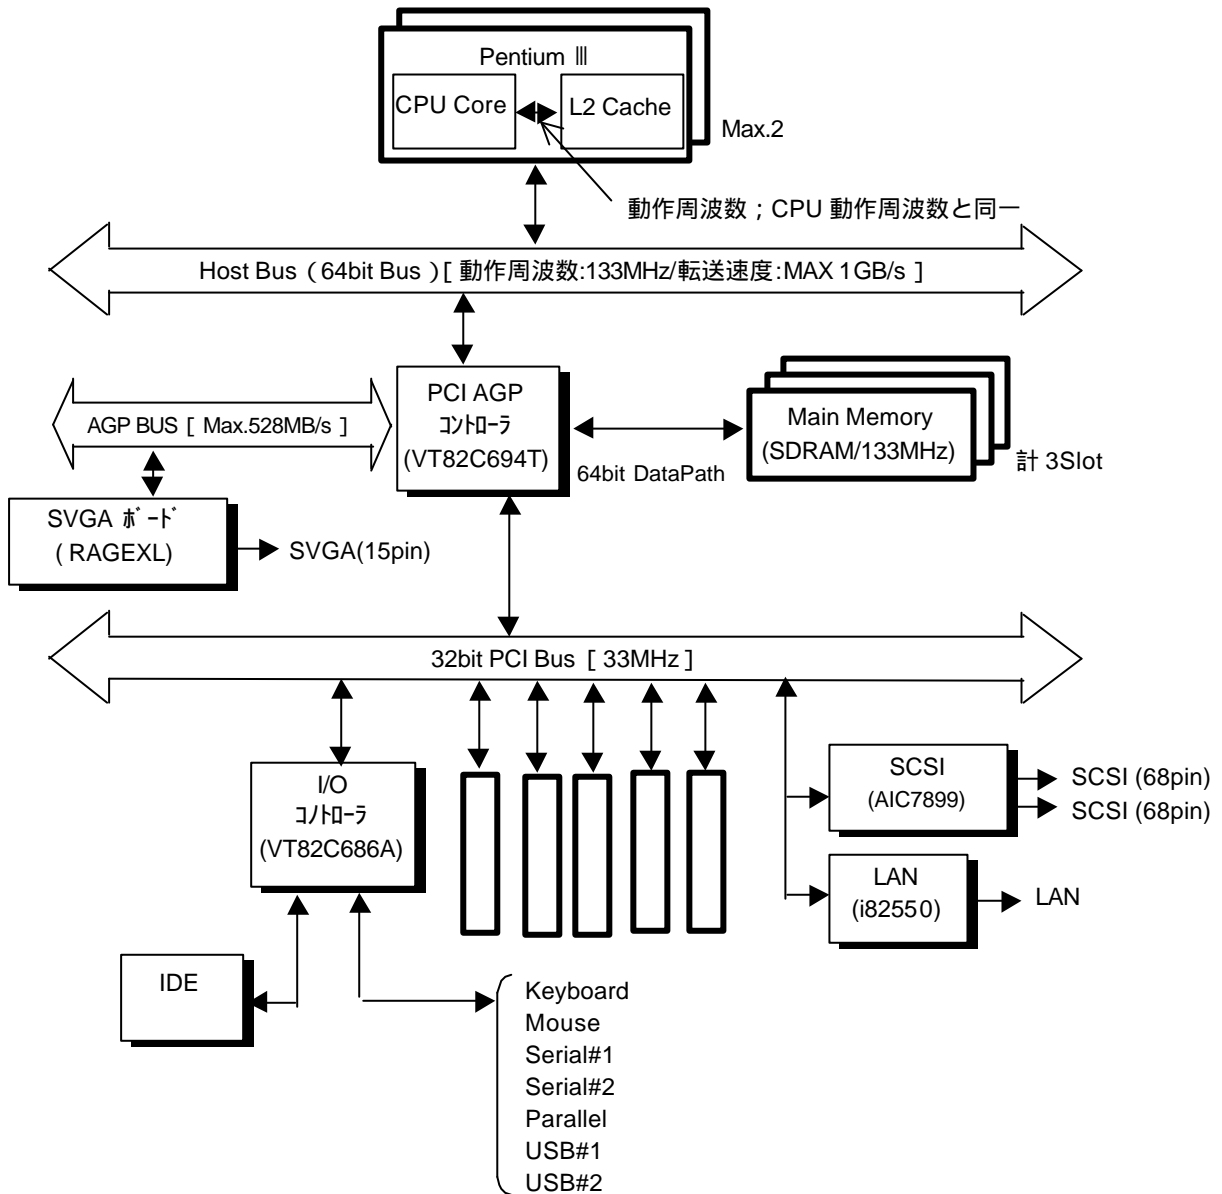 Pentium Ⅲ
CPU Core
L2 Cache
Max.2
動作周波数；CPU 動作周波数と同一
Host Bus（64bit Bus）[ 動作周波数:133MHz/転送速度:MAX 1GB/s ]
PCI AGP
ｺﾝﾄﾛｰﾗ
(VT82C694T)
AGP BUS [ Max.528MB/s ]
Main Memory
(SDRAM/133MHz)
計 3Slot
64bit DataPath
SVGA ﾎﾞｰﾄﾞ
( RAGEXL)
SVGA(15pin)
32bit PCI Bus [ 33MHz ]
I/O
ｺﾉﾄﾛｰﾗ
(VT82C686A)
SCSI
(AIC7899)
SCSI (68pin)
SCSI (68pin)
LAN
(i82550)
LAN
IDE
Keyboard
Mouse
Serial#1
Serial#2
Parallel
USB#1
USB#2